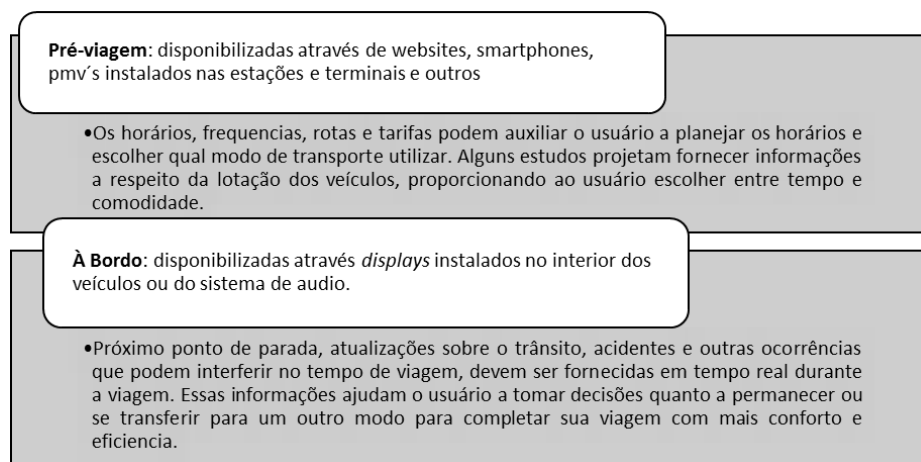 Pré-viagem: disponibilizadas através de websites, smartphones,
pmv´s instalados nas estações e terminais e outros
•Os horários, frequencias, rotas e tarifas podem auxiliar o usuário a planejar os horários e
escolher qual modo de transporte utilizar. Alguns estudos projetam fornecer informações
a respeito da lotação dos veículos, proporcionando ao usuário escolher entre tempo e
comodidade.
À Bordo: disponibilizadas através displays instalados no interior dos
veículos ou do sistema de audio.
•Próximo ponto de parada, atualizações sobre o trânsito, acidentes e outras ocorrências
que podem interferir no tempo de viagem, devem ser fornecidas em tempo real durante
a viagem. Essas informações ajudam o usuário a tomar decisões quanto a permanecer ou
se transferir para um outro modo para completar sua viagem com mais conforto e
eficiencia.